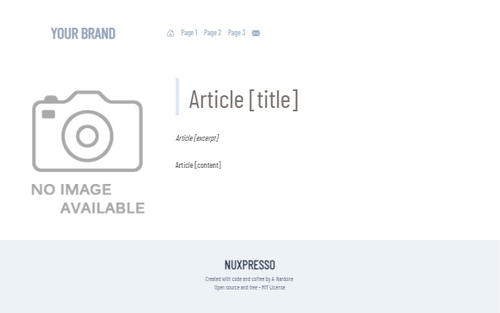 YOUR BRAND
Page 1 Page 2 Page 3
Article [title]
Article [excerpt]
Article [content]
NO IMAGE
AVAILABLE
NUXPRESSO
Created with code and coffee by A. Nardone
Open source and free - MIT License